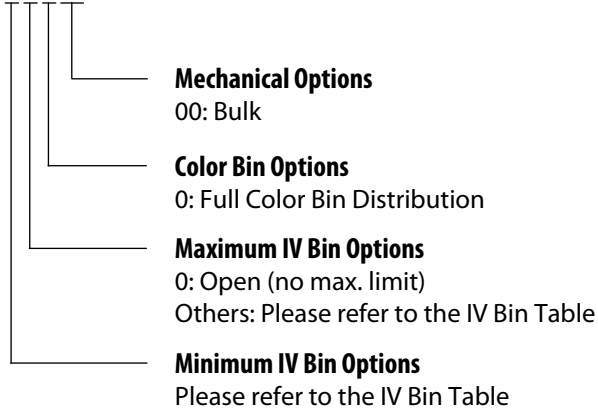 Mechanical Options
00: Bulk
Color Bin Options
0: Full Color Bin Distribution
Maximum IV Bin Options
0: Open (no max. limit)
Others: Please refer to the IV Bin Table
Minimum IV Bin Options
Please refer to the IV Bin Table